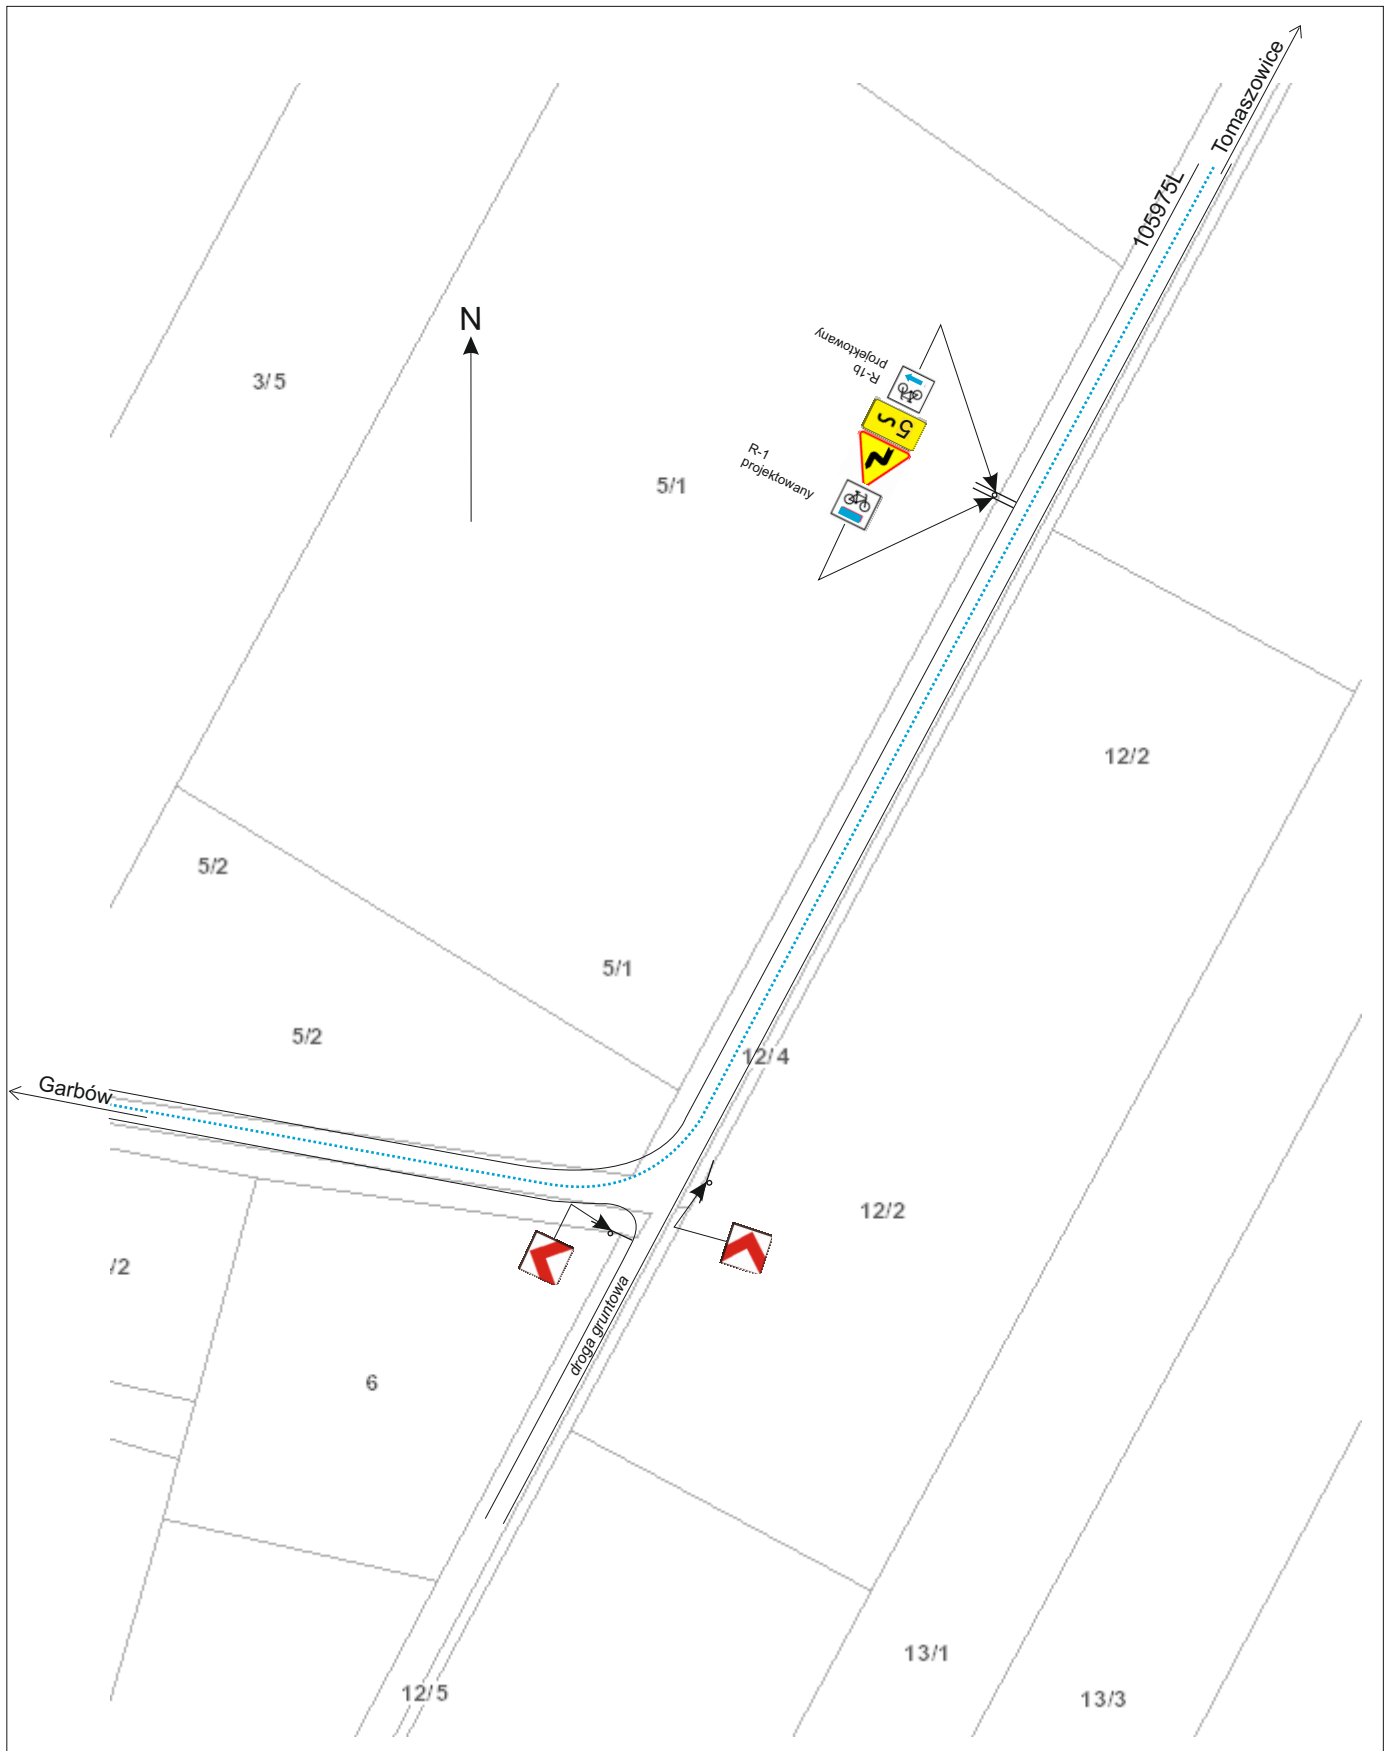 Tomaszowice
105975L
N
R-1b
projektowany
5
3/5
R-1
projektowany
5/1
12/2
5/2
5/1
5/2
12/4
Garbów
12/2
/2
droga gruntowa
6
13/1
12/5
13/3